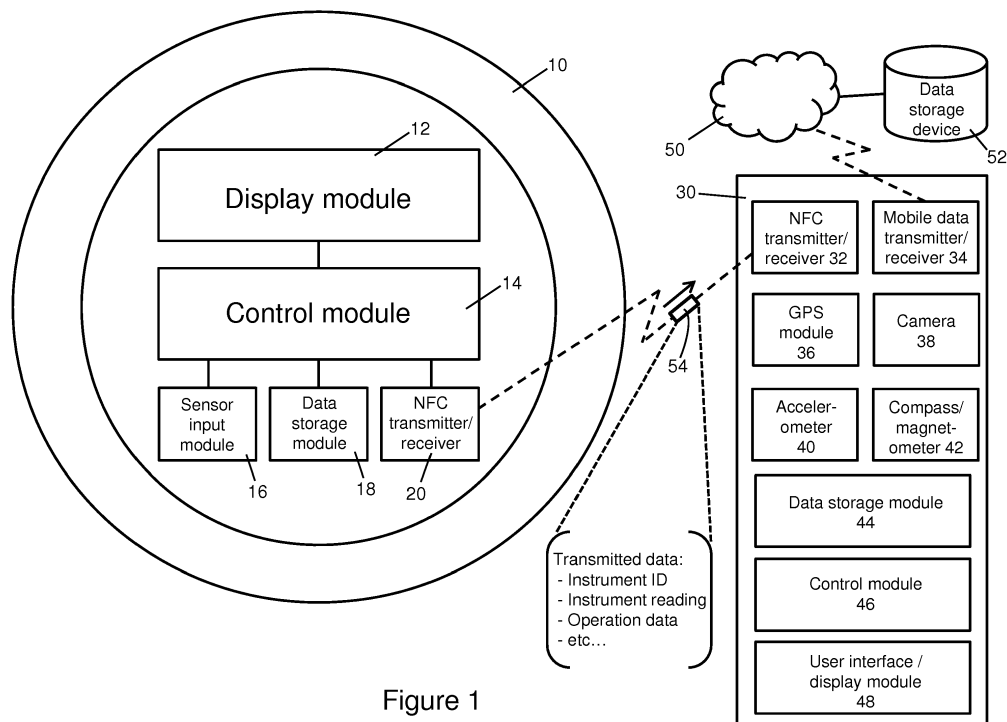 10
12
Display module
14
Control module
Sensor
input
module
16
Data
storage
module
18
NFC
transmitter/
receiver
20
50
Data
storage
device
52
30
NFC
transmitter/
receiver 32
Mobile data
transmitter/
receiver 34
GPS
module
36
Camera
38
Acceler-
ometer
40
Compass/
magnet-
ometer 42
Data storage module
44
Control module
46
User interface /
display module
48
54
Transmitted data:
- Instrument ID
- Instrument reading
- Operation data
- etc...
Figure 1